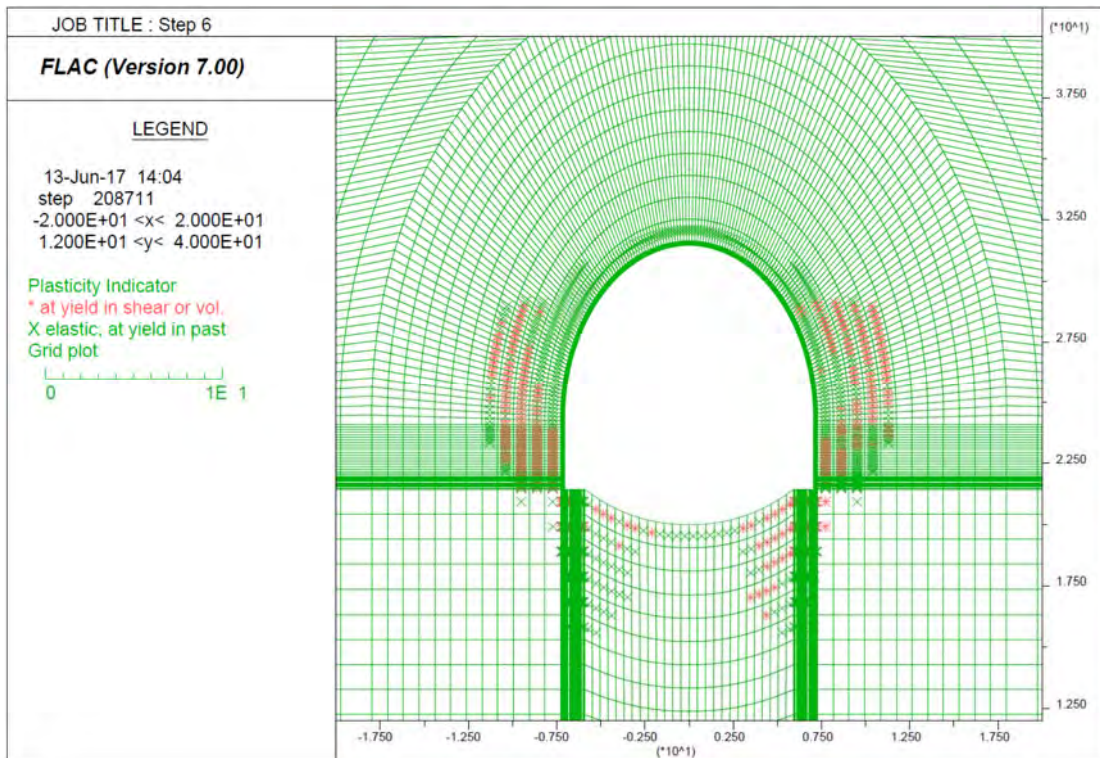 JOB TITLE : Step 6
(*10^1)
FLAC (Version 7.00)
LEGEND
13-Jun-17 14:04
step 208711
-2.000E+01 <x< 2.000E+01
1.200E+01 <y< 4.000E+01
Plasticity Indicator
* at yield in shear or vol.
X elastic, at yield in past
Grid plot
0 1E 1
3.750
3.250
2.750
2.250
1.750
1.250
-1.750 -1.250 -0.750 -0.250 0.250 0.750 1.250 1.750
(*10^1)